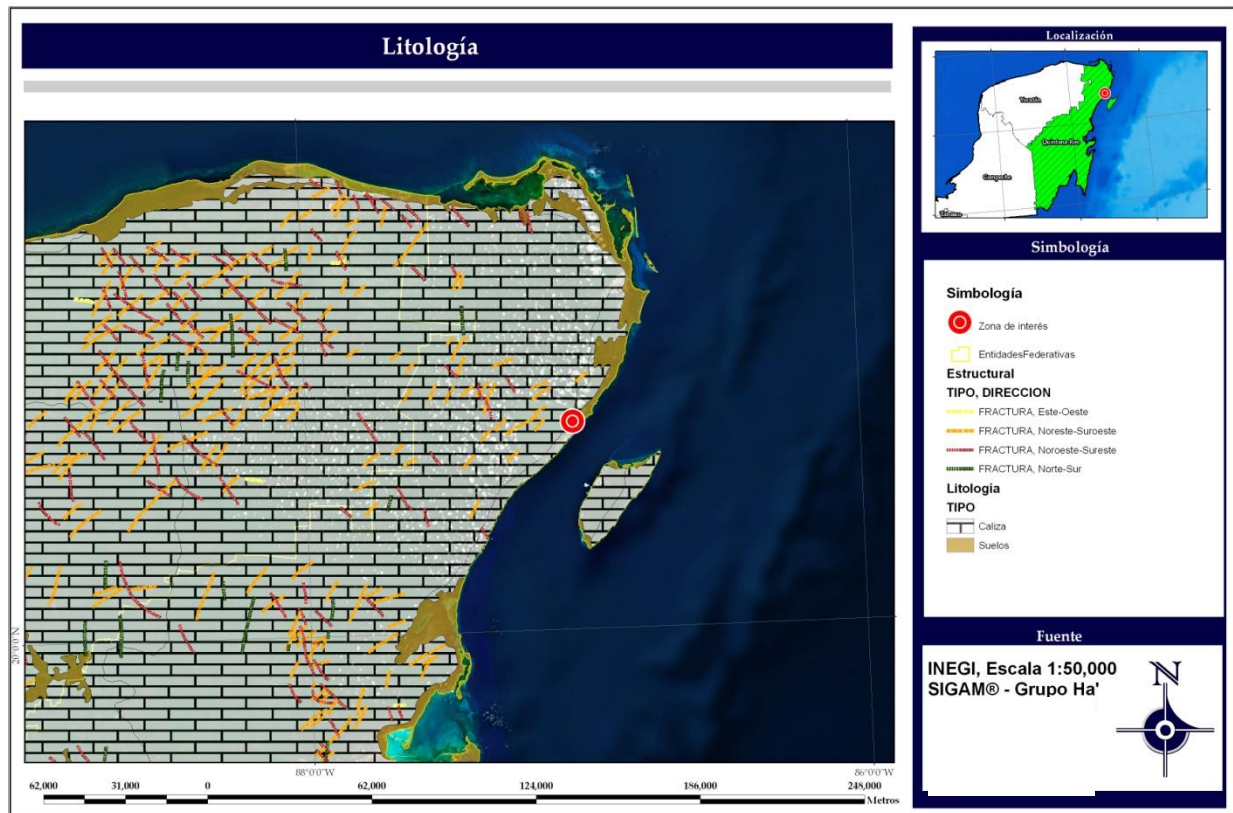 Litología
Localización
Yucatán
Quintana Roo
Campeche
Tabasco
Simbología
Simbología
Zona de interés
EntidadesFederativas
Estructural
TIPO, DIRECCION
FRACTURA, Este-Oeste
FRACTURA, Noreste-Suroeste
FRACTURA, Noroeste-Sureste
FRACTURA, Norte-Sur
Litología
TIPO
Caliza
Suelos
Fuente
INEGI, Escala 1:50,000
SIGAM® - Grupo Ha'
N
20°0'0"N
88°0'0"W
86°0'0"W
62,000 31,000 0 62,000 124,000 186,000 248,000
Metros